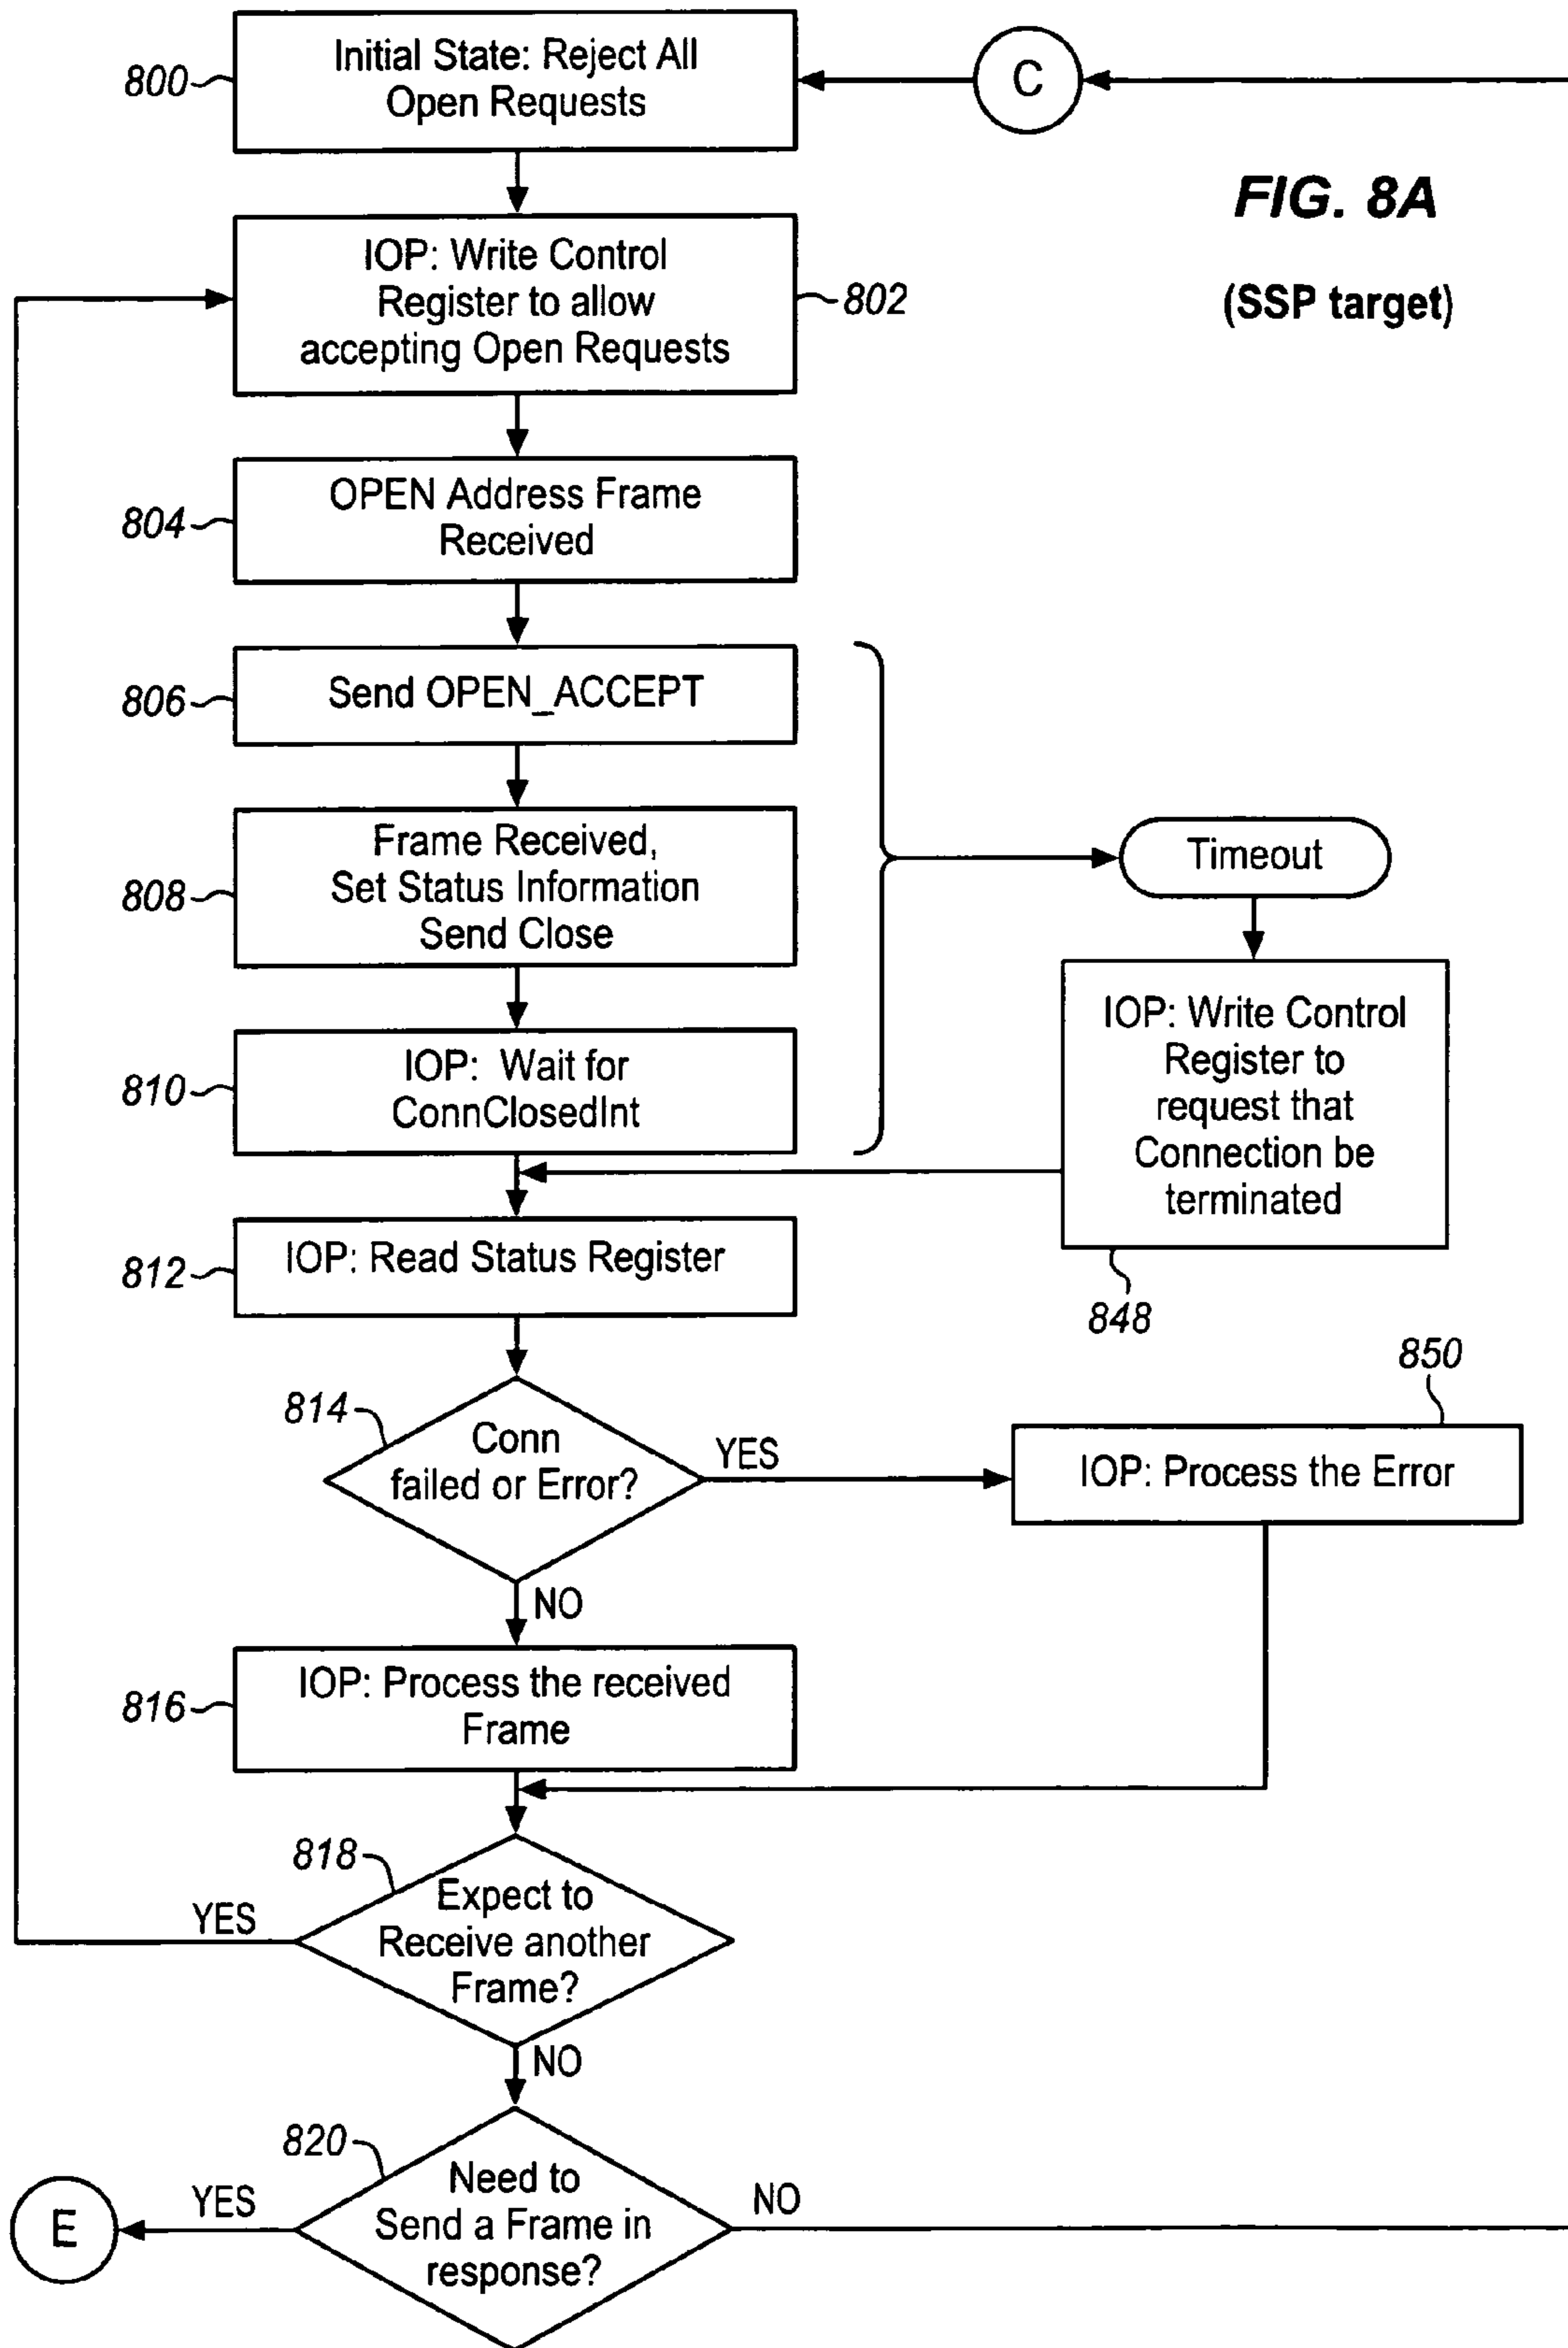 800
Initial State: Reject All
Open Requests
C
FIG. 8A
(SSP target)
IOP: Write Control
Register to allow
accepting Open Requests
802
804
OPEN Address Frame
Received
806
Send OPEN_ACCEPT
808
Frame Received,
Set Status Information
Send Close
Timeout
810
IOP: Wait for
ConnClosedInt
IOP: Write Control
Register to
request that
Connection be
terminated
848
812
IOP: Read Status Register
814
Conn
failed or Error?
YES
850
IOP: Process the Error
NO
816
IOP: Process the received
Frame
818
Expect to
Receive another
Frame?
YES
NO
820
Need to
Send a Frame in
response?
YES
E
NO